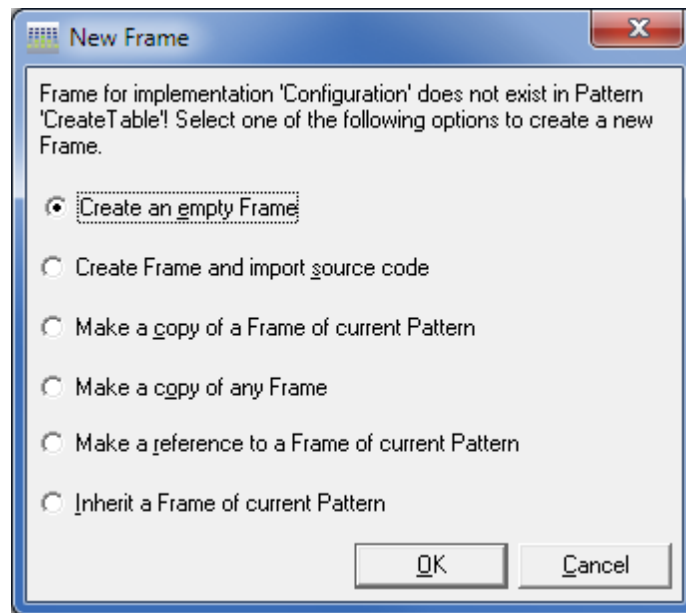 New Frame
Frame for implementation 'Configuration' does not exist in Pattern
'CreateTable'! Select one of the following options to create a new
Frame.
Create an empty Frame
Create Frame and import source code
Make a copy of a Frame of current Pattern
Make a copy of any Frame
Make a reference to a Frame of current Pattern
Inherit a Frame of current Pattern
OK Cancel